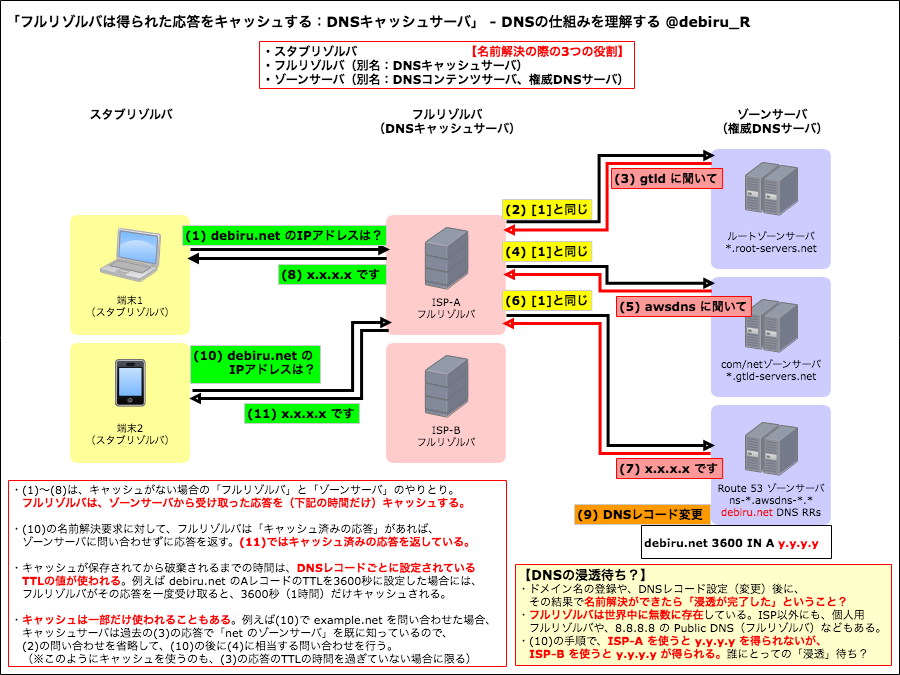 「フルリゾルバは得られた応答をキャッシュする：DNSキャッシュサーバ」 - DNSの仕組みを理解する @debiru_R
・スタブリゾルバ 【名前解決の際の3つの役割】
・フルリゾルバ（別名：DNSキャッシュサーバ）
・ゾーンサーバ（別名：DNSコンテンツサーバ、権威DNSサーバ）
スタブリゾルバ
フルリゾルバ
（DNSキャッシュサーバ）
ゾーンサーバ
（権威DNSサーバ）
(1) debiru.net のIPアドレスは？
(8) x.x.x.x です
端末1
（スタブリゾルバ）
(10) debiru.net の
IPアドレスは？
(11) x.x.x.x です
端末2
（スタブリゾルバ）
ISP-A
フルリゾルバ
ISP-B
フルリゾルバ
(2) [1]と同じ
(3) gtld に聞いて
(4) [1]と同じ
(5) awsdns に聞いて
(6) [1]と同じ
(7) x.x.x.x です
ルートゾーンサーバ
*.root-servers.net
com/netゾーンサーバ
*.gtld-servers.net
Route 53 ゾーンサーバ
ns-*.awsdns-*.*
debiru.net DNS RRs
(9) DNSレコード変更
debiru.net 3600 IN A y.y.y.y
・(1)〜(8)は、キャッシュがない場合の「フルリゾルバ」と「ゾーンサーバ」のやりとり。
フルリゾルバは、ゾーンサーバから受け取った応答を（下記の時間だけ）キャッシュする。
・(10)の名前解決要求に対して、フルリゾルバは「キャッシュ済みの応答」があれば、
ゾーンサーバに問い合わせずに応答を返す。(11)ではキャッシュ済みの応答を返している。
・キャッシュが保存されてから破棄されるまでの時間は、DNSレコードごとに設定されている
TTLの値が使われる。例えば debiru.net のAレコードのTTLを3600秒に設定した場合には、
フルリゾルバがその応答を一度受け取ると、3600秒（1時間）だけキャッシュされる。
・キャッシュは一部だけ使われることもある。例えば(10)で example.net を問い合わせた場合、
キャッシュサーバは過去の(3)の応答で「net のゾーンサーバ」を既に知っているので、
(2)の問い合わせを省略して、(10)の後に(4)に相当する問い合わせを行う。
（※このようにキャッシュを使うのも、(3)の応答のTTLの時間を過ぎていない場合に限る）
【DNSの浸透待ち？】
・ドメイン名の登録や、DNSレコード設定（変更）後に、
その結果で名前解決ができたら「浸透が完了した」ということ？
・フルリゾルバは世界中に無数に存在している。ISP以外にも、個人用
フルリゾルバや、8.8.8.8 の Public DNS（フルリゾルバ）などもある。
・(10)の手順で、ISP-A を使うと y.y.y.y を得られないが、
ISP-B を使うと y.y.y.y が得られる。誰にとっての「浸透」待ち？